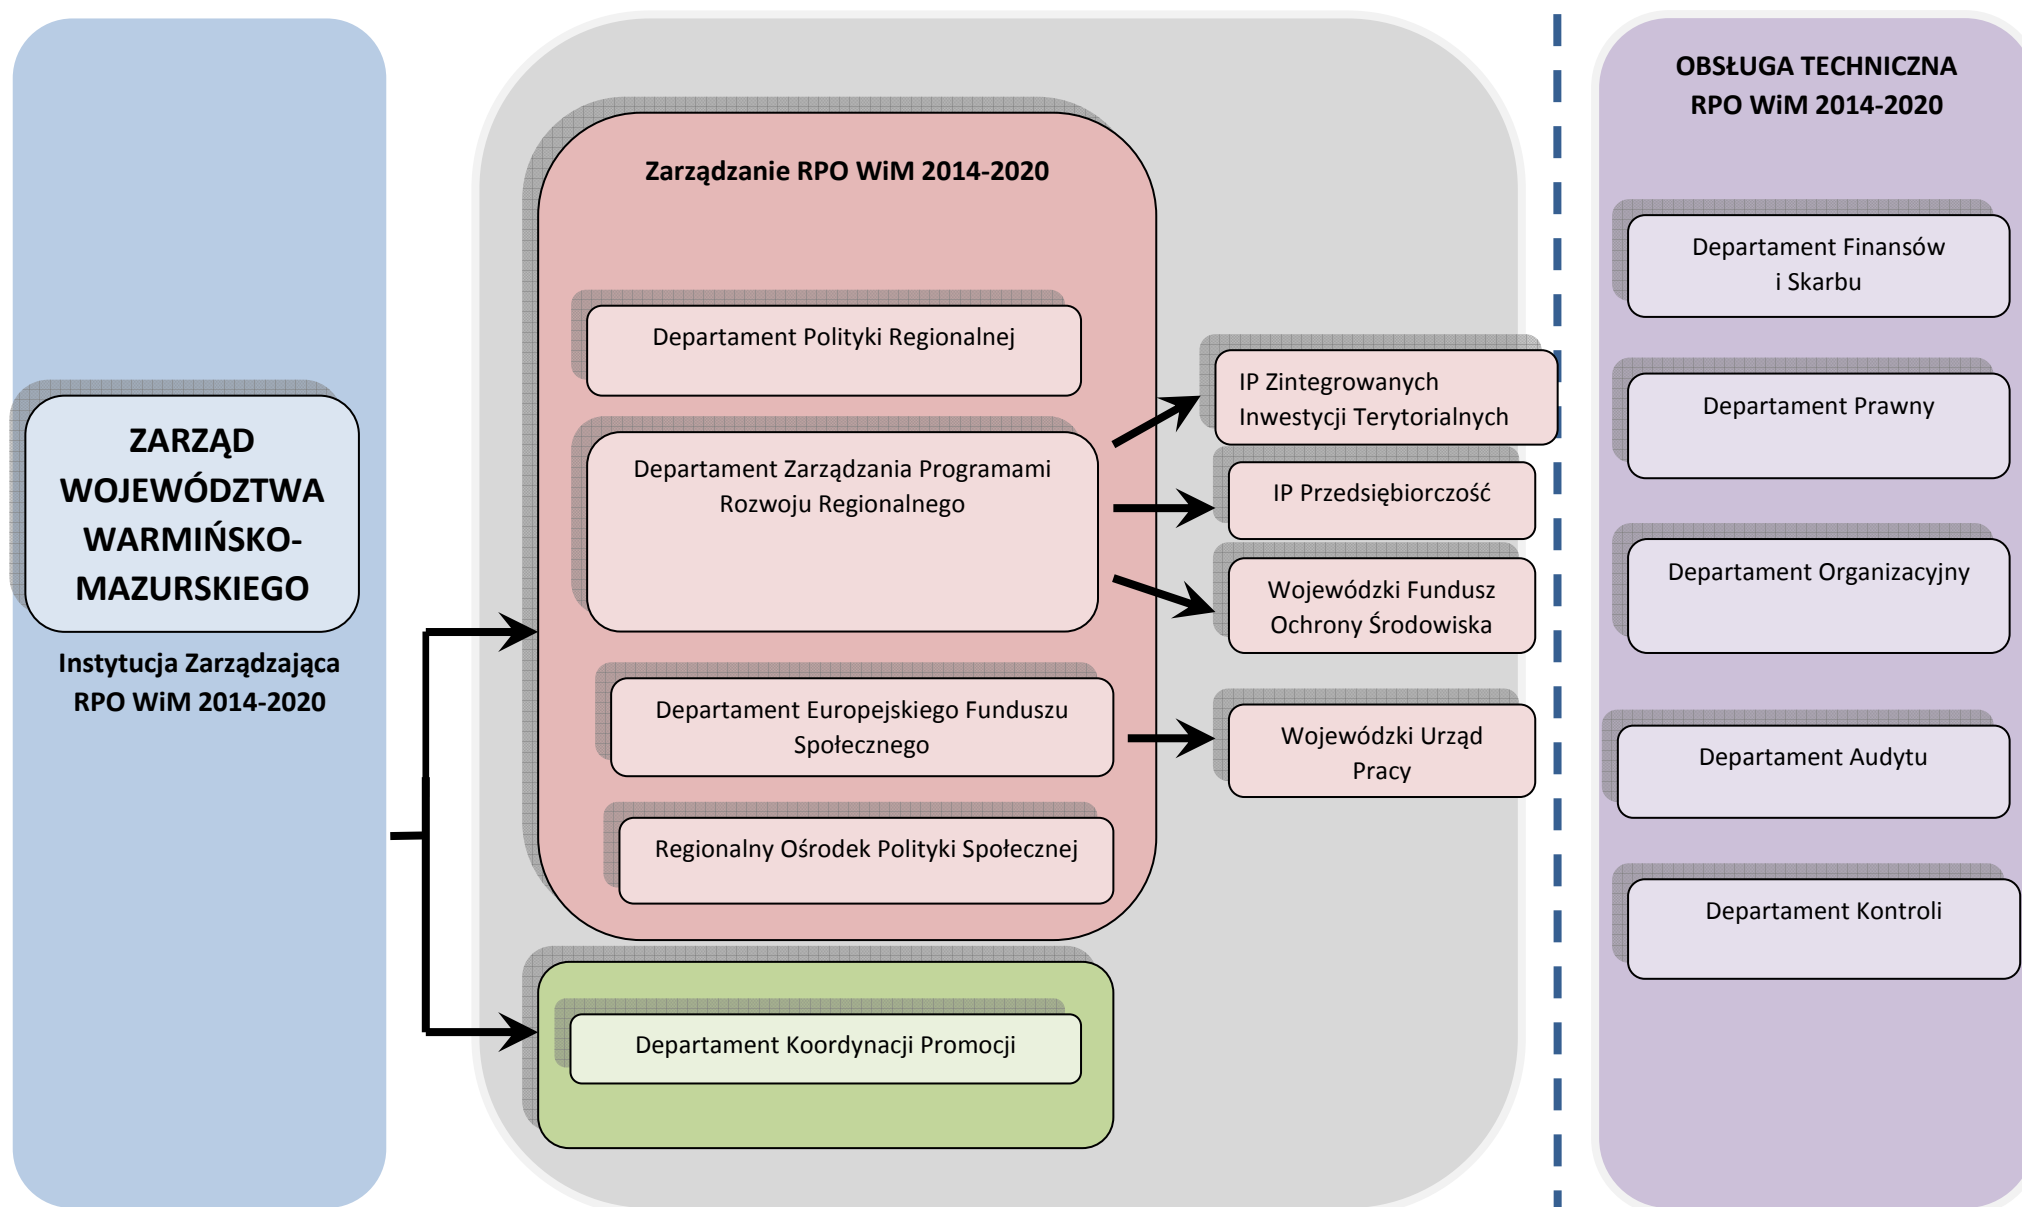 ZARZĄD
WOJEWÓDZTWA
WARMIŃSKO-
MAZURSKIEGO
Instytucja Zarządzająca
RPO WiM 2014-2020
Zarządzanie RPO WiM 2014-2020
Departament Polityki Regionalnej
Departament Zarządzania Programami
Rozwoju Regionalnego
Departament Europejskiego Funduszu
Społecznego
Regionalny Ośrodek Polityki Społecznej
Departament Koordynacji Promocji
IP Zintegrowanych
Inwestycji Terytorialnych
IP Przedsiębiorczość
Wojewódzki Fundusz
Ochrony Środowiska
Wojewódzki Urząd
Pracy
OBSŁUGA TECHNICZNA
RPO WiM 2014-2020
Departament Finansów
i Skarbu
Departament Prawny
Departament Organizacyjny
Departament Audytu
Departament Kontroli